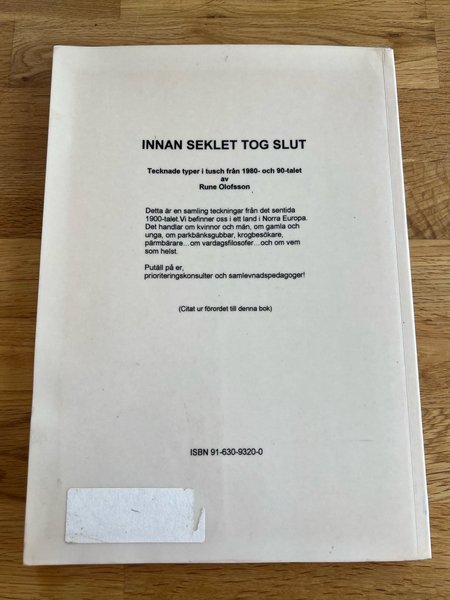 INNAN SEKLET TOG SLUT
Tecknade typer i tusch från 1980- och 90-talet
av
Rune Olofsson
Detta är en samling teckningar från det sentida
1900-talet.Vi befinner oss i ett land i Norra Europa.
Det handlar om kvinnor och män, om gamla och
unga, om parkbänksgubbar, krogbesökare,
pärmbärare…om vardagsfilosofer…och om vem
som helst.
Putäll på er,
prioriteringskonsulter och samlevnadspedagoger!
(Citat ur förordet till denna bok)
ISBN 91-630-9320-0